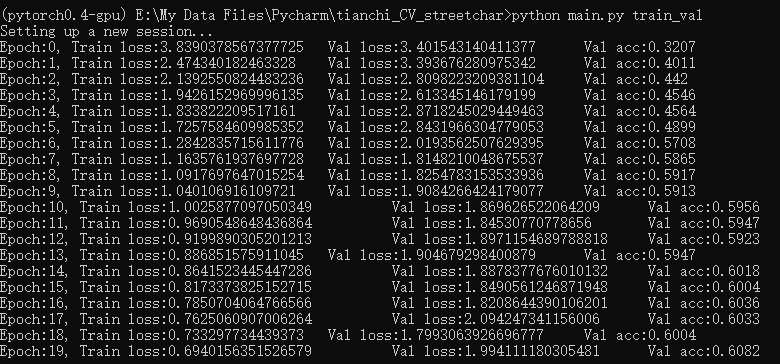 (pytorch0.4-gpu) E:\My Data Files\Pycharm\tianchi_CV_streetchar>python main.py train_val
Setting up a new session...
Epoch:0, Train loss:3.8390378567377725 Val loss:3.401543140411377 Val acc:0.3207
Epoch:1, Train loss:2.474340182463328 Val loss:3.393676280975342 Val acc:0.4011
Epoch:2, Train loss:2.1392550824483236 Val loss:2.8098223209381104 Val acc:0.442
Epoch:3, Train loss:1.9426152969996135 Val loss:2.613345146179199 Val acc:0.4546
Epoch:4, Train loss:1.833822209517161 Val loss:2.8718245029449463 Val acc:0.4564
Epoch:5, Train loss:1.7257584609985352 Val loss:2.8431966304779053 Val acc:0.4899
Epoch:6, Train loss:1.2842835715611776 Val loss:2.0193562507629395 Val acc:0.5708
Epoch:7, Train loss:1.1635761937697728 Val loss:1.8148210048675537 Val acc:0.5865
Epoch:8, Train loss:1.0917697647015254 Val loss:1.8254783153533936 Val acc:0.5917
Epoch:9, Train loss:1.040106916109721 Val loss:1.9084266424179077 Val acc:0.5913
Epoch:10, Train loss:1.0025877097050349 Val loss:1.869626522064209 Val acc:0.5956
Epoch:11, Train loss:0.9690548648436864 Val loss:1.84530770778656 Val acc:0.5947
Epoch:12, Train loss:0.9199890305201213 Val loss:1.8971154689788818 Val acc:0.5923
Epoch:13, Train loss:0.886851575911045 Val loss:1.904679298400879 Val acc:0.5947
Epoch:14, Train loss:0.8641523445447286 Val loss:1.8878377676010132 Val acc:0.6018
Epoch:15, Train loss:0.8173373825152715 Val loss:1.8490561246871948 Val acc:0.6004
Epoch:16, Train loss:0.7850704064766566 Val loss:1.8208644390106201 Val acc:0.6036
Epoch:17, Train loss:0.7625060907006264 Val loss:2.094247341156006 Val acc:0.6033
Epoch:18, Train loss:0.733297734439373 Val loss:1.7993063926696777 Val acc:0.6004
Epoch:19, Train loss:0.6940156351526579 Val loss:1.994111180305481 Val acc:0.6082